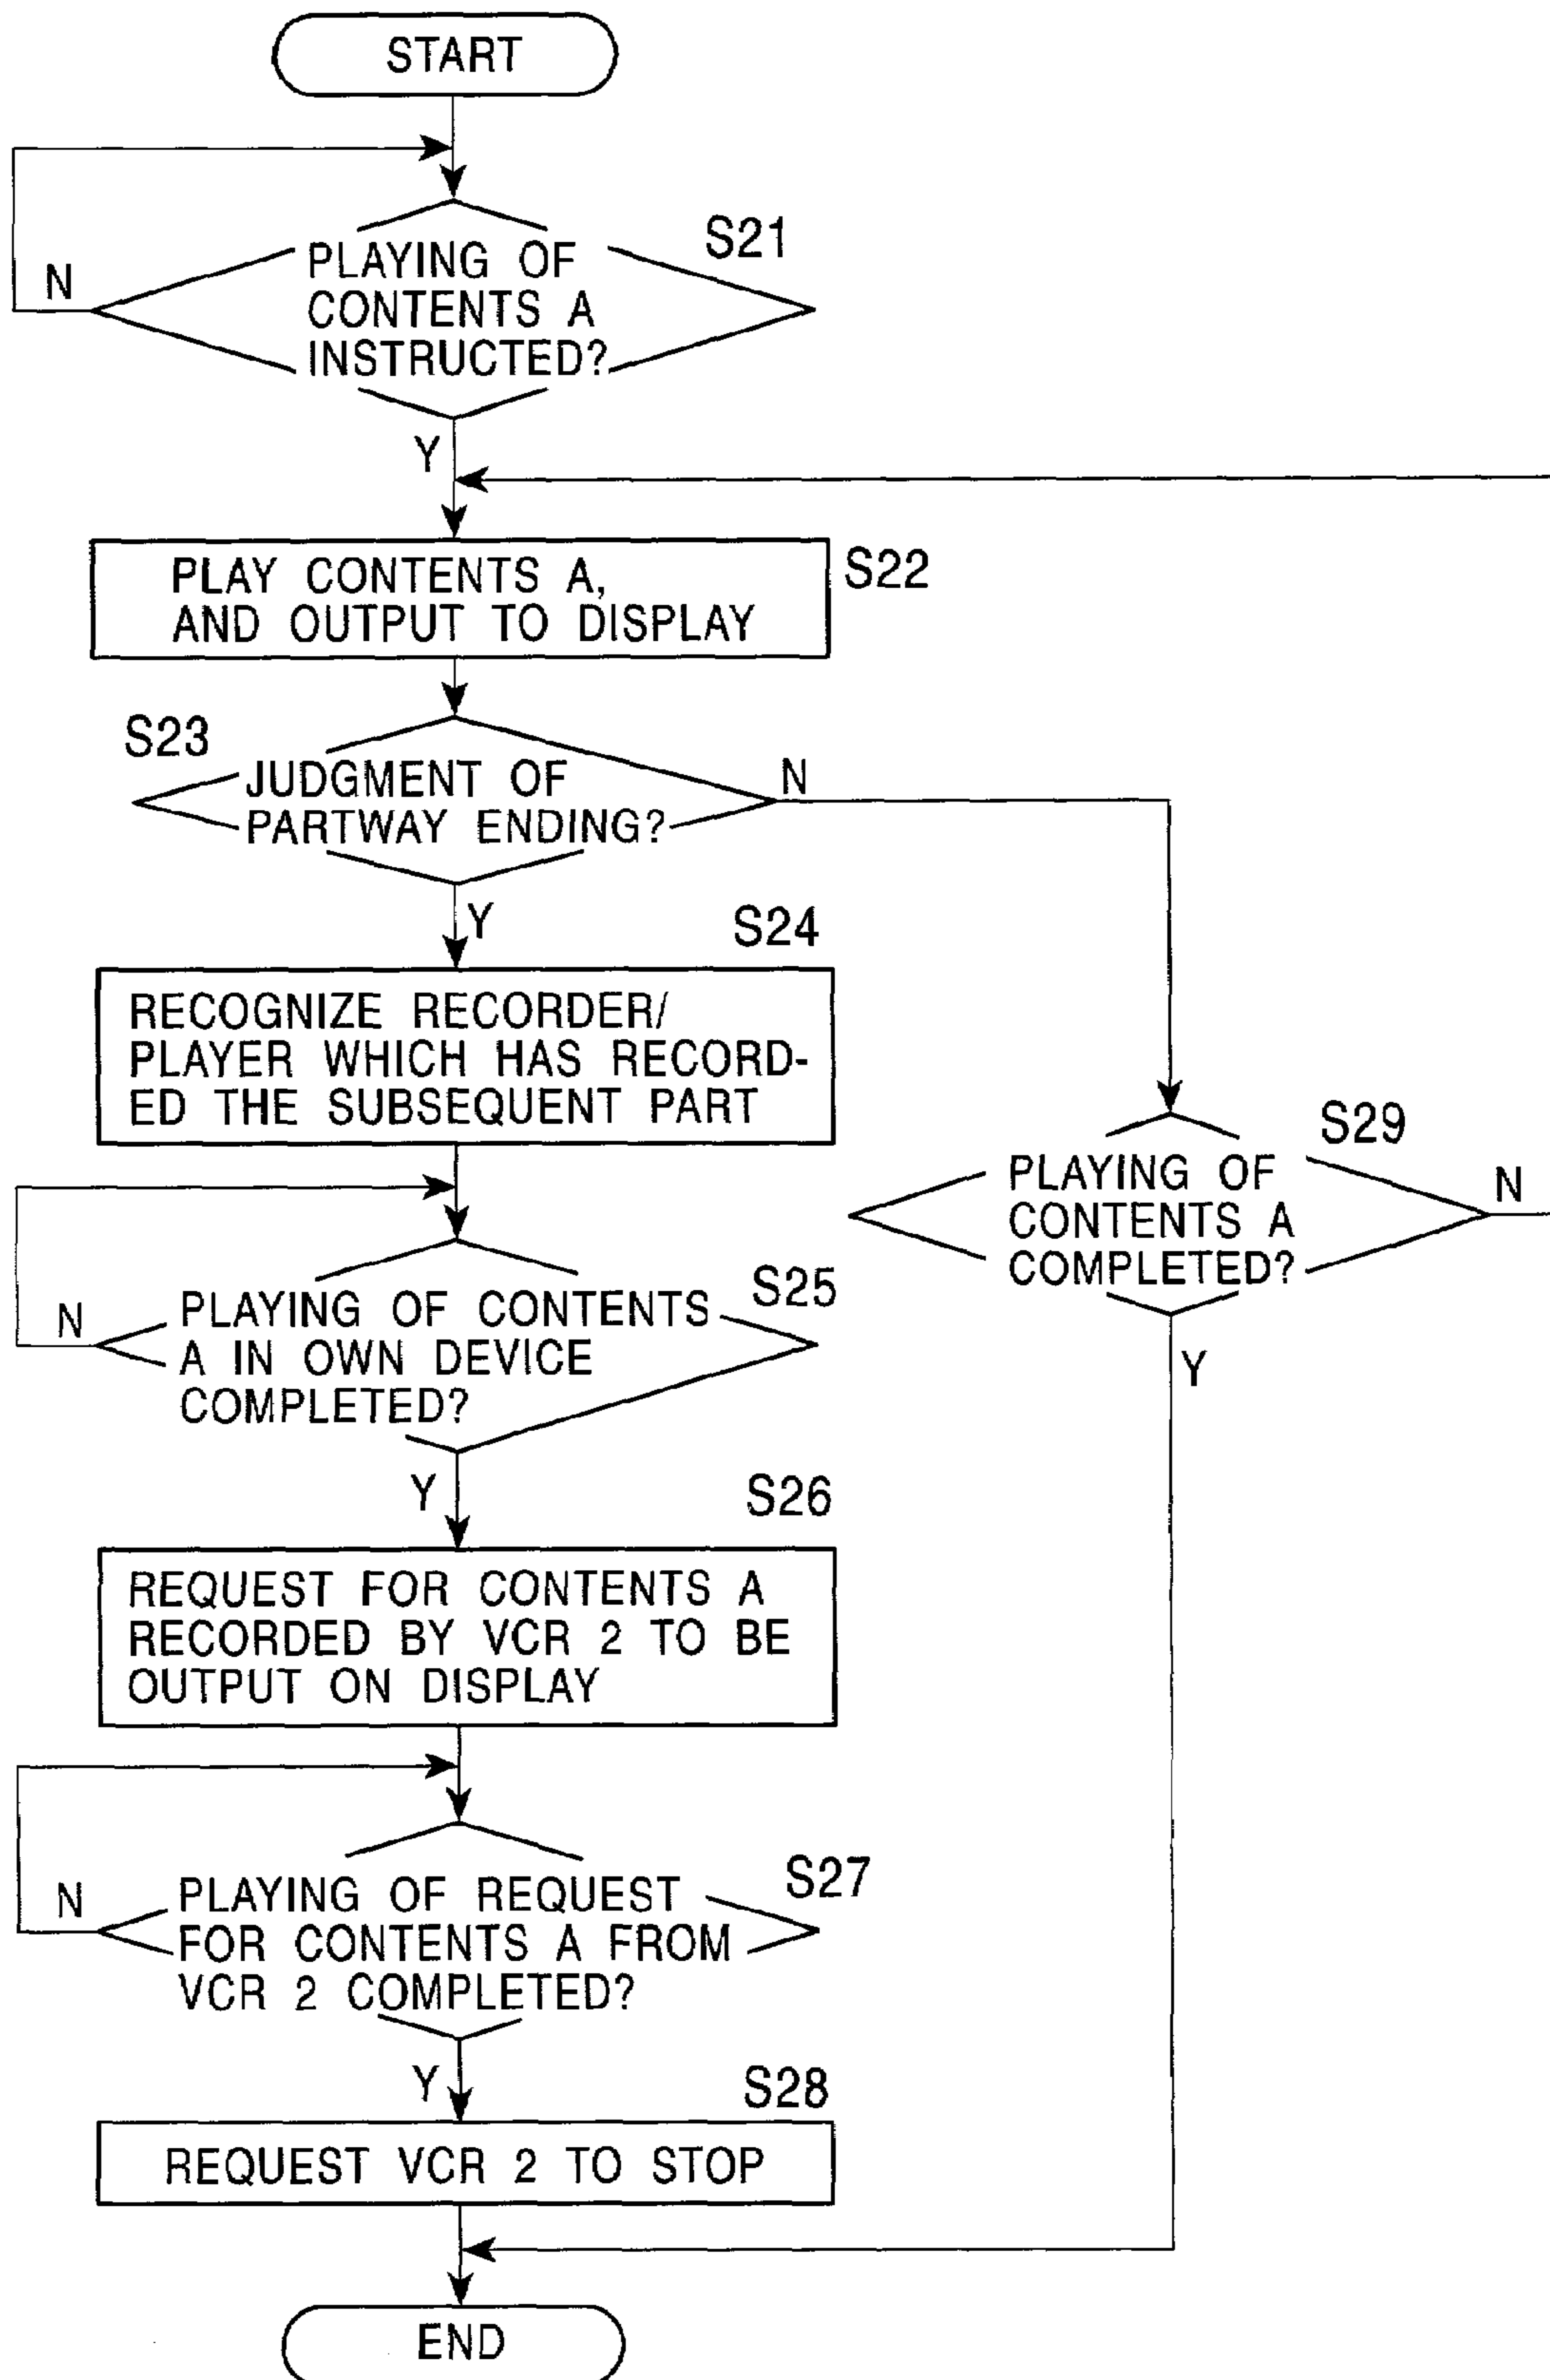 START
S21
PLAYING OF
CONTENTS A
INSTRUCTED?
N
Y
PLAY CONTENTS A,
AND OUTPUT TO DISPLAY
S22
S23
JUDGMENT OF
PARTWAY ENDING?
N
Y
S24
RECOGNIZE RECORDER/
PLAYER WHICH HAS RECORD-
ED THE SUBSEQUENT PART
S29
PLAYING OF
CONTENTS A
COMPLETED?
N
Y
S25
PLAYING OF CONTENTS
A IN OWN DEVICE
COMPLETED?
N
Y
S26
REQUEST FOR CONTENTS A
RECORDED BY VCR 2 TO BE
OUTPUT ON DISPLAY
S27
PLAYING OF REQUEST
FOR CONTENTS A FROM
VCR 2 COMPLETED?
N
Y
S28
REQUEST VCR 2 TO STOP
END